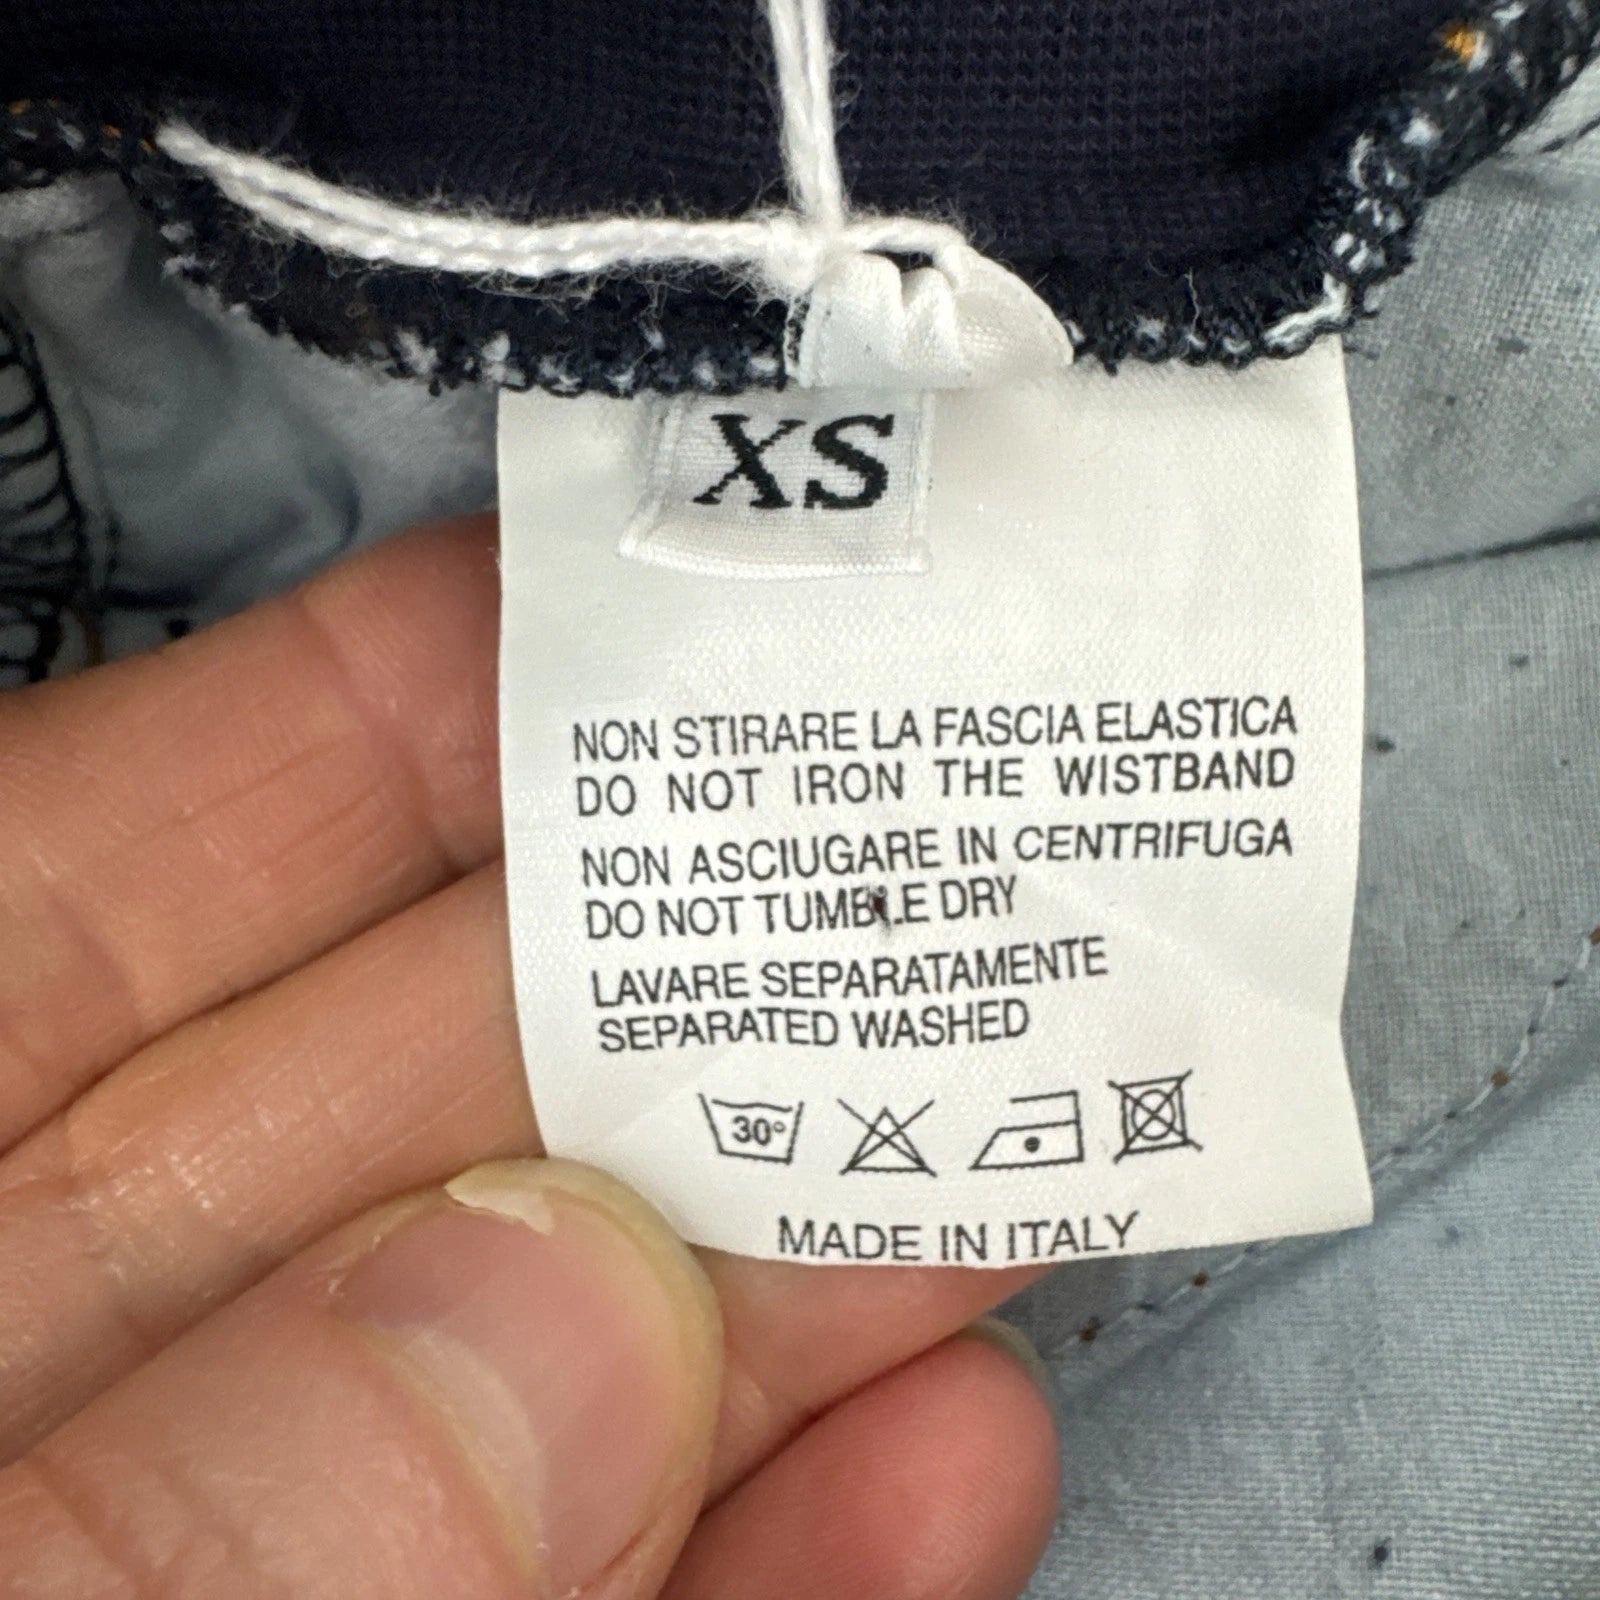 XS
NON STIRARE LA FASCIA ELASTICA
DO NOT IRON THE WISTBAND
NON ASCIUGARE IN CENTRIFUGA
DO NOT TUMBLE DRY
LAVARE SEPARATAMENTE
SEPARATED WASHED
30°
MADE IN ITALY